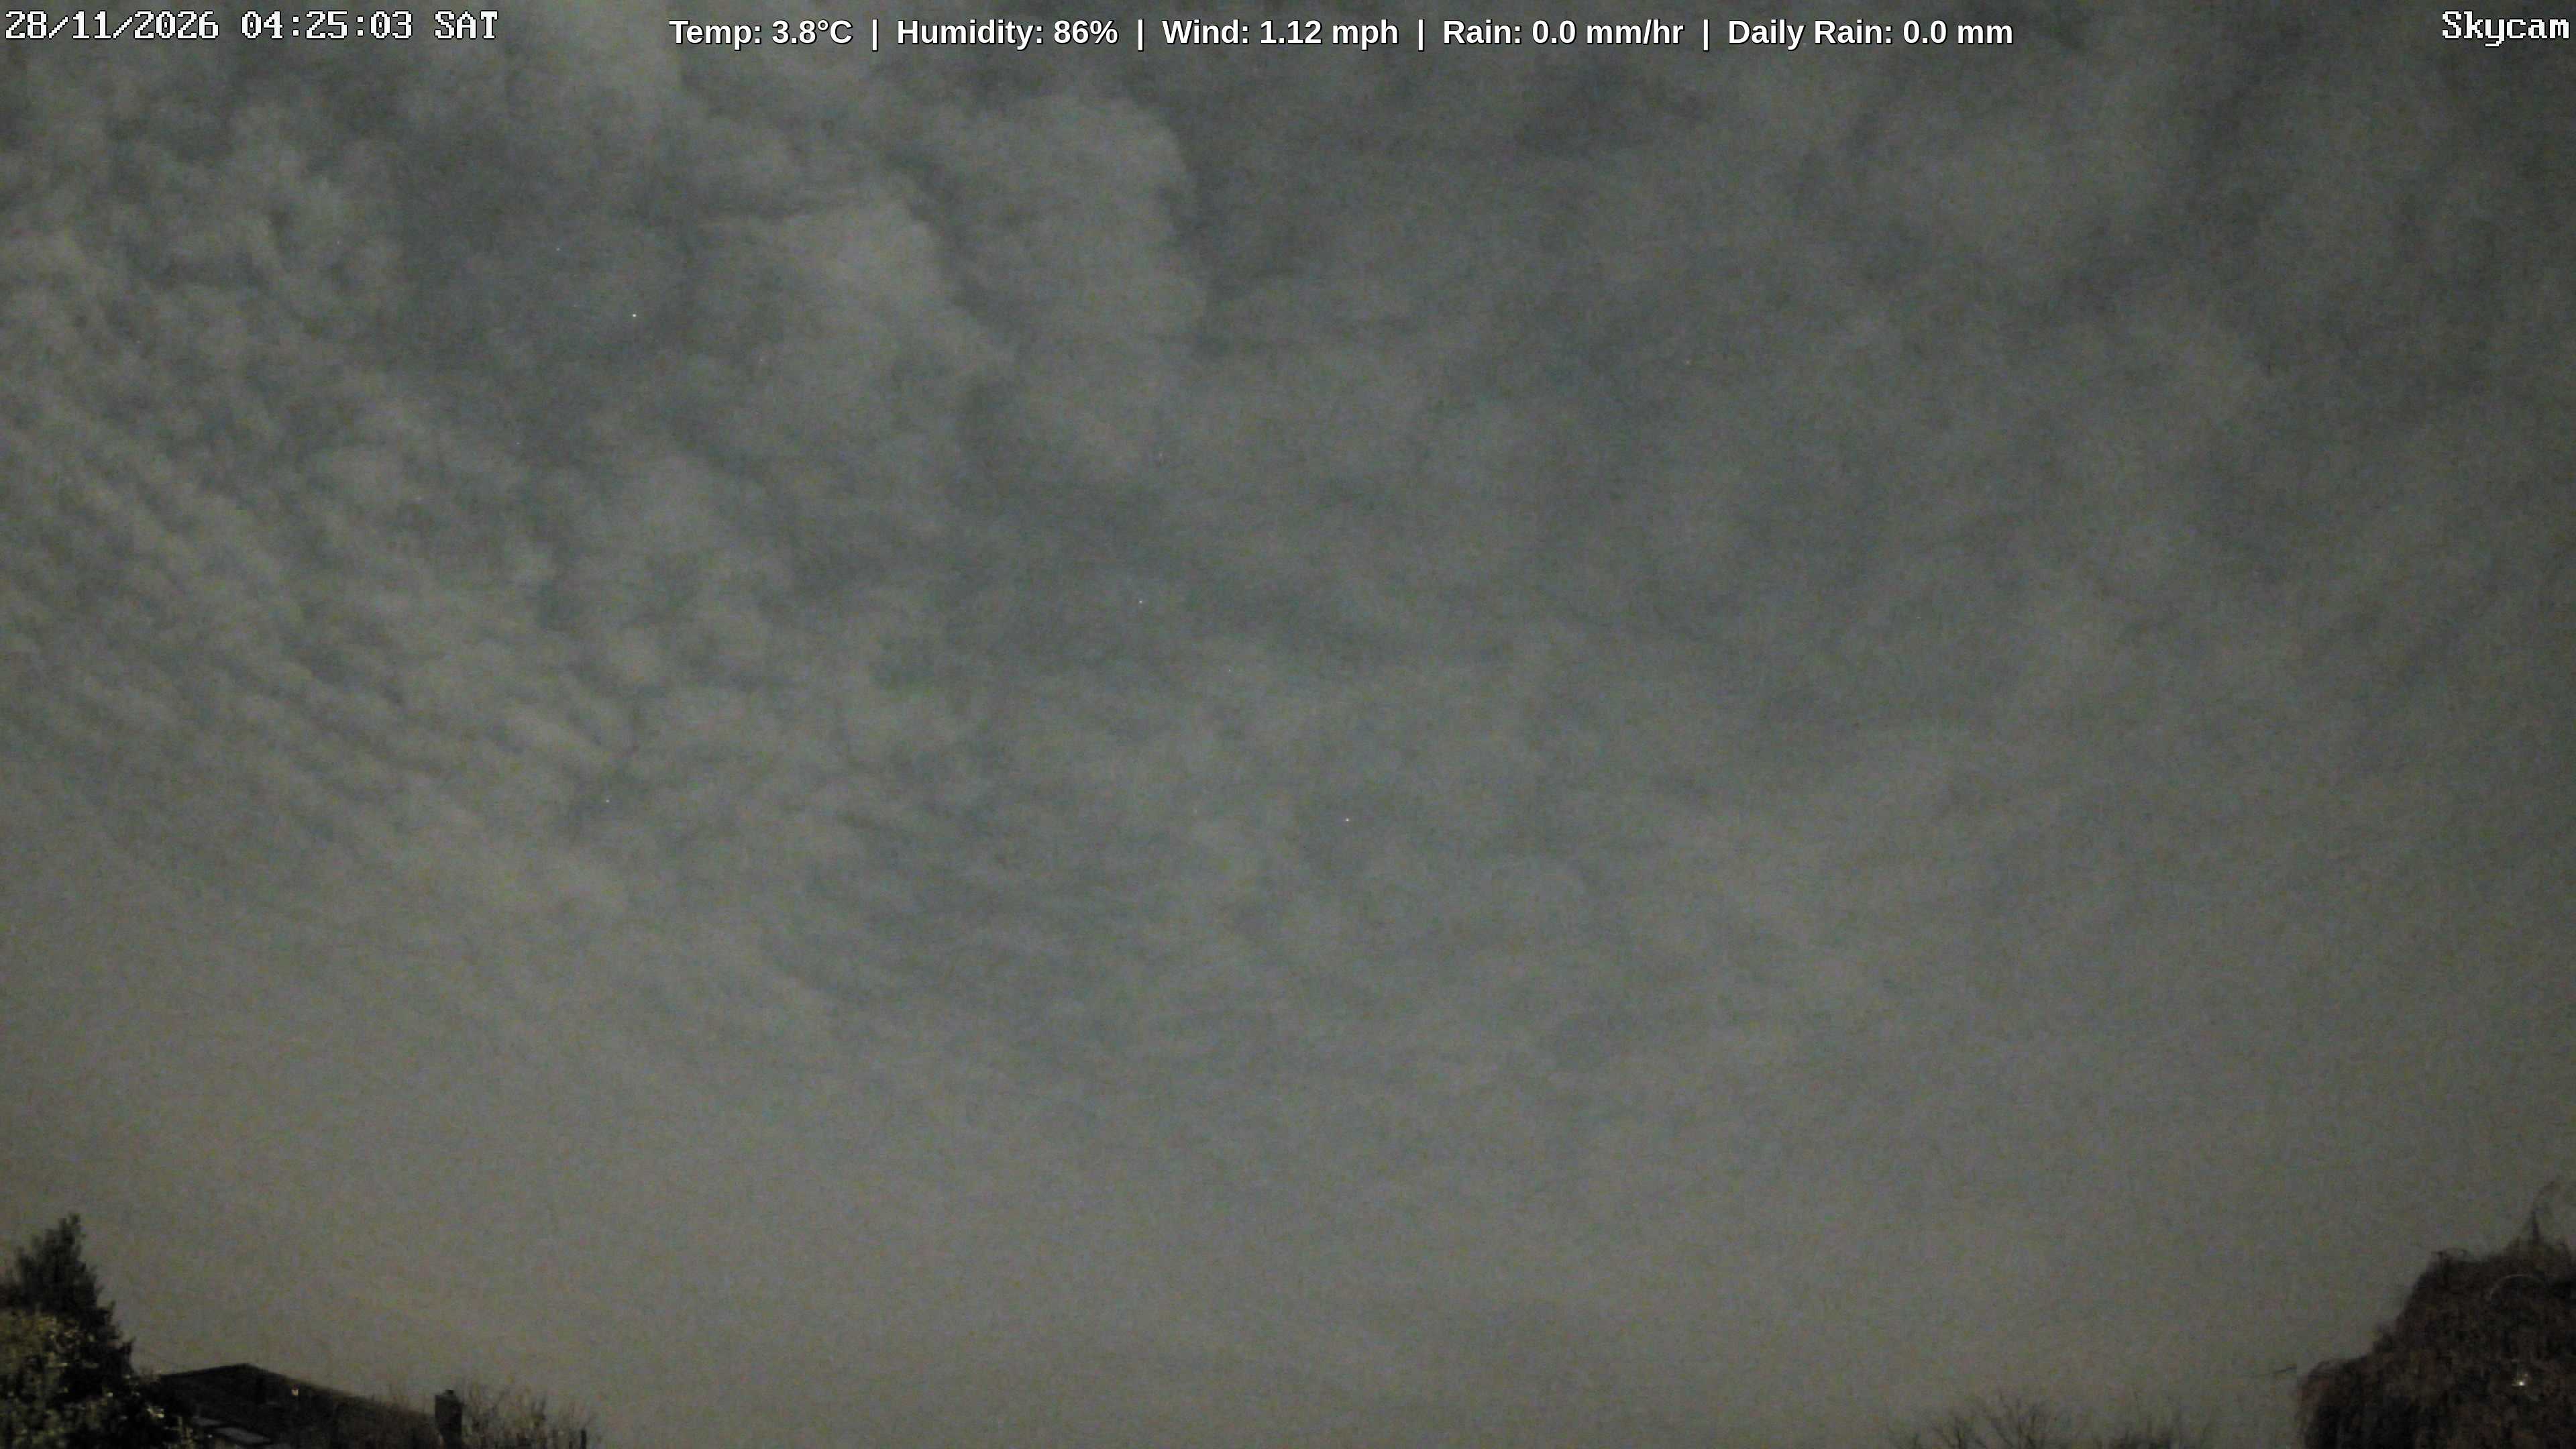 28/11/2026 04:25:03 SAT
Temp: 3.8°C | Humidity: 86% | Wind: 1.12 mph | Rain: 0.0 mm/hr | Daily Rain: 0.0 mm
Skycam